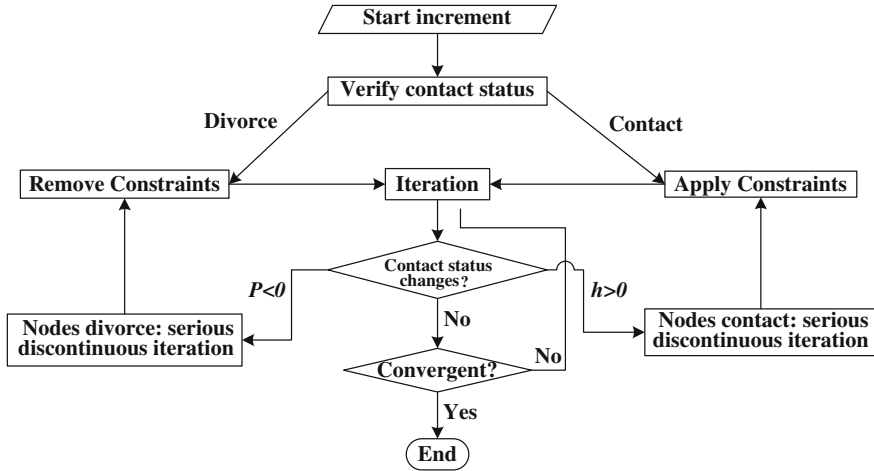 Start increment
Verify contact status
Divorce
Contact
Remove Constraints
Iteration
Apply Constraints
Contact status
changes?
P<0
h>0
Nodes divorce: serious
discontinuous iteration
No
Nodes contact: serious
discontinuous iteration
Convergent?
No
Yes
End